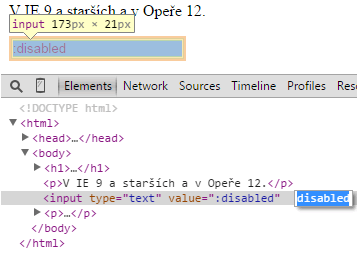 V IE 9 a starších a v Opeře 12.
input 173px × 21px
:disabled
Elements Network Sources Timeline Profiles Resources
<!DOCTYPE html>
<html>
<head>…</head>
<body>
<h1>…</h1>
<p>V IE 9 a starších a v Opeře 12.</p>
<input type="text" value=":disabled" disabled
<p>…</p>
</body>
</html>